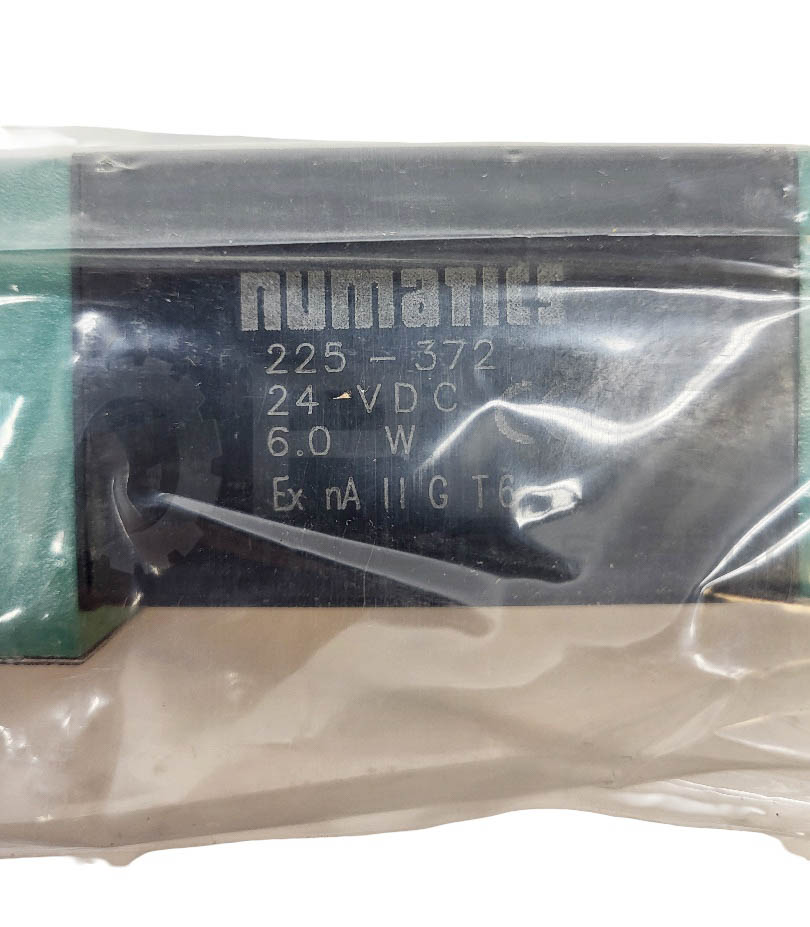 numatics
225-372
24 VDC
6.0 W
Ex nA II G T6